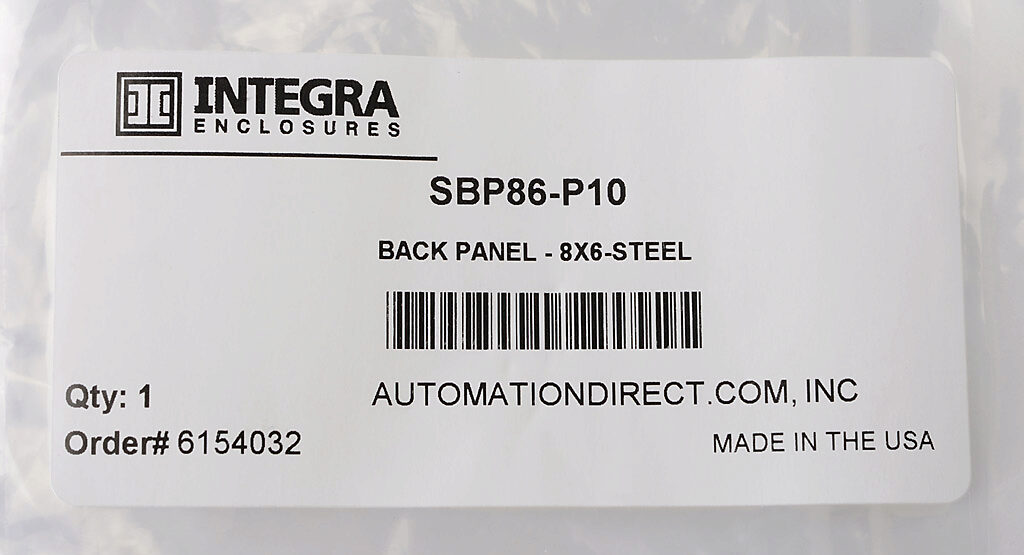 INTEGRA
ENCLOSURES
SBP86-P10
BACK PANEL - 8X6-STEEL
Qty: 1
AUTOMATIONDIRECT.COM, INC
Order# 6154032
MADE IN THE USA